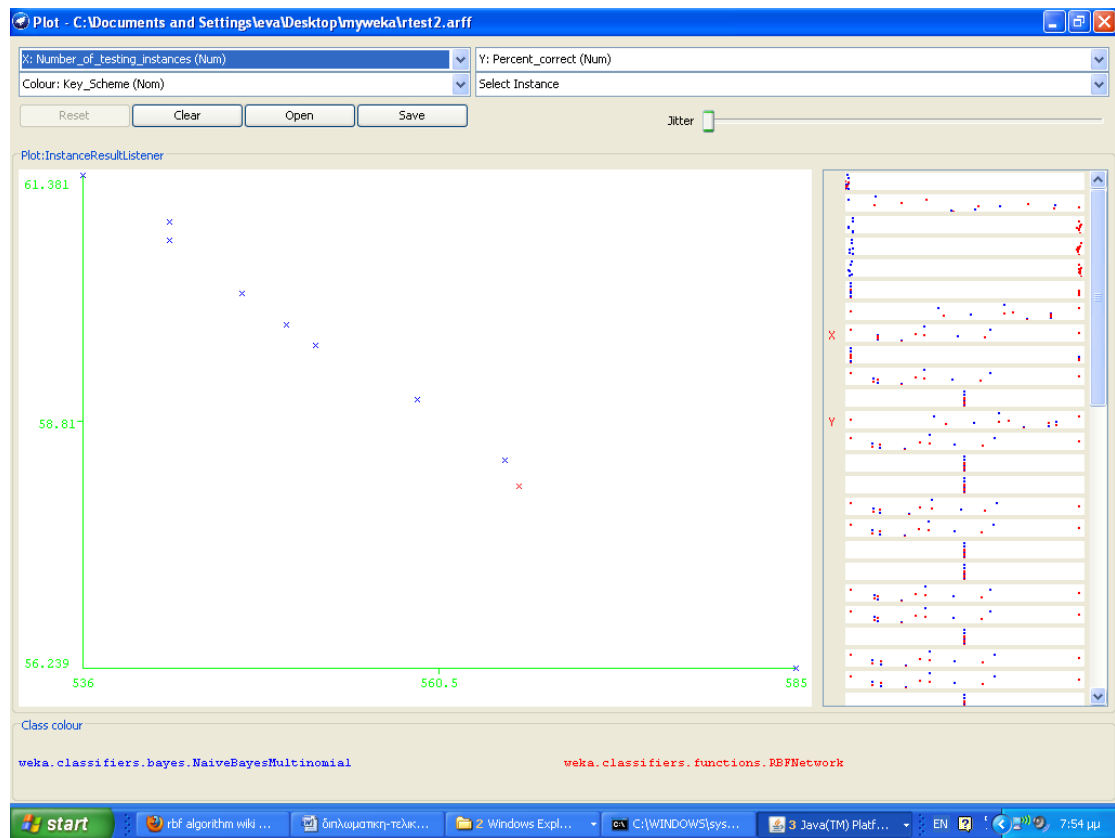 Plot - C:\Documents and Settings\eva\Desktop\myweka\rtest2.arff
X: Number_of_testing_instances (Num)
Y: Percent_correct (Num)
Colour: Key_Scheme (Nom)
Select Instance
Reset
Clear
Open
Save
Jitter
Plot:InstanceResultListener
61.381
X
58.81
Y
56.239
536
560.5
585
Class colour
weka.classifiers.bayes.NaiveBayesMultinomial
weka.classifiers.functions.RBFNetwork
start
rbf algorithm wiki ...
διπλωματικη-τελικ...
2 Windows Expl...
C:\WINDOWS\sys...
3 Java(TM) Platf...
EN
7:54 μμ